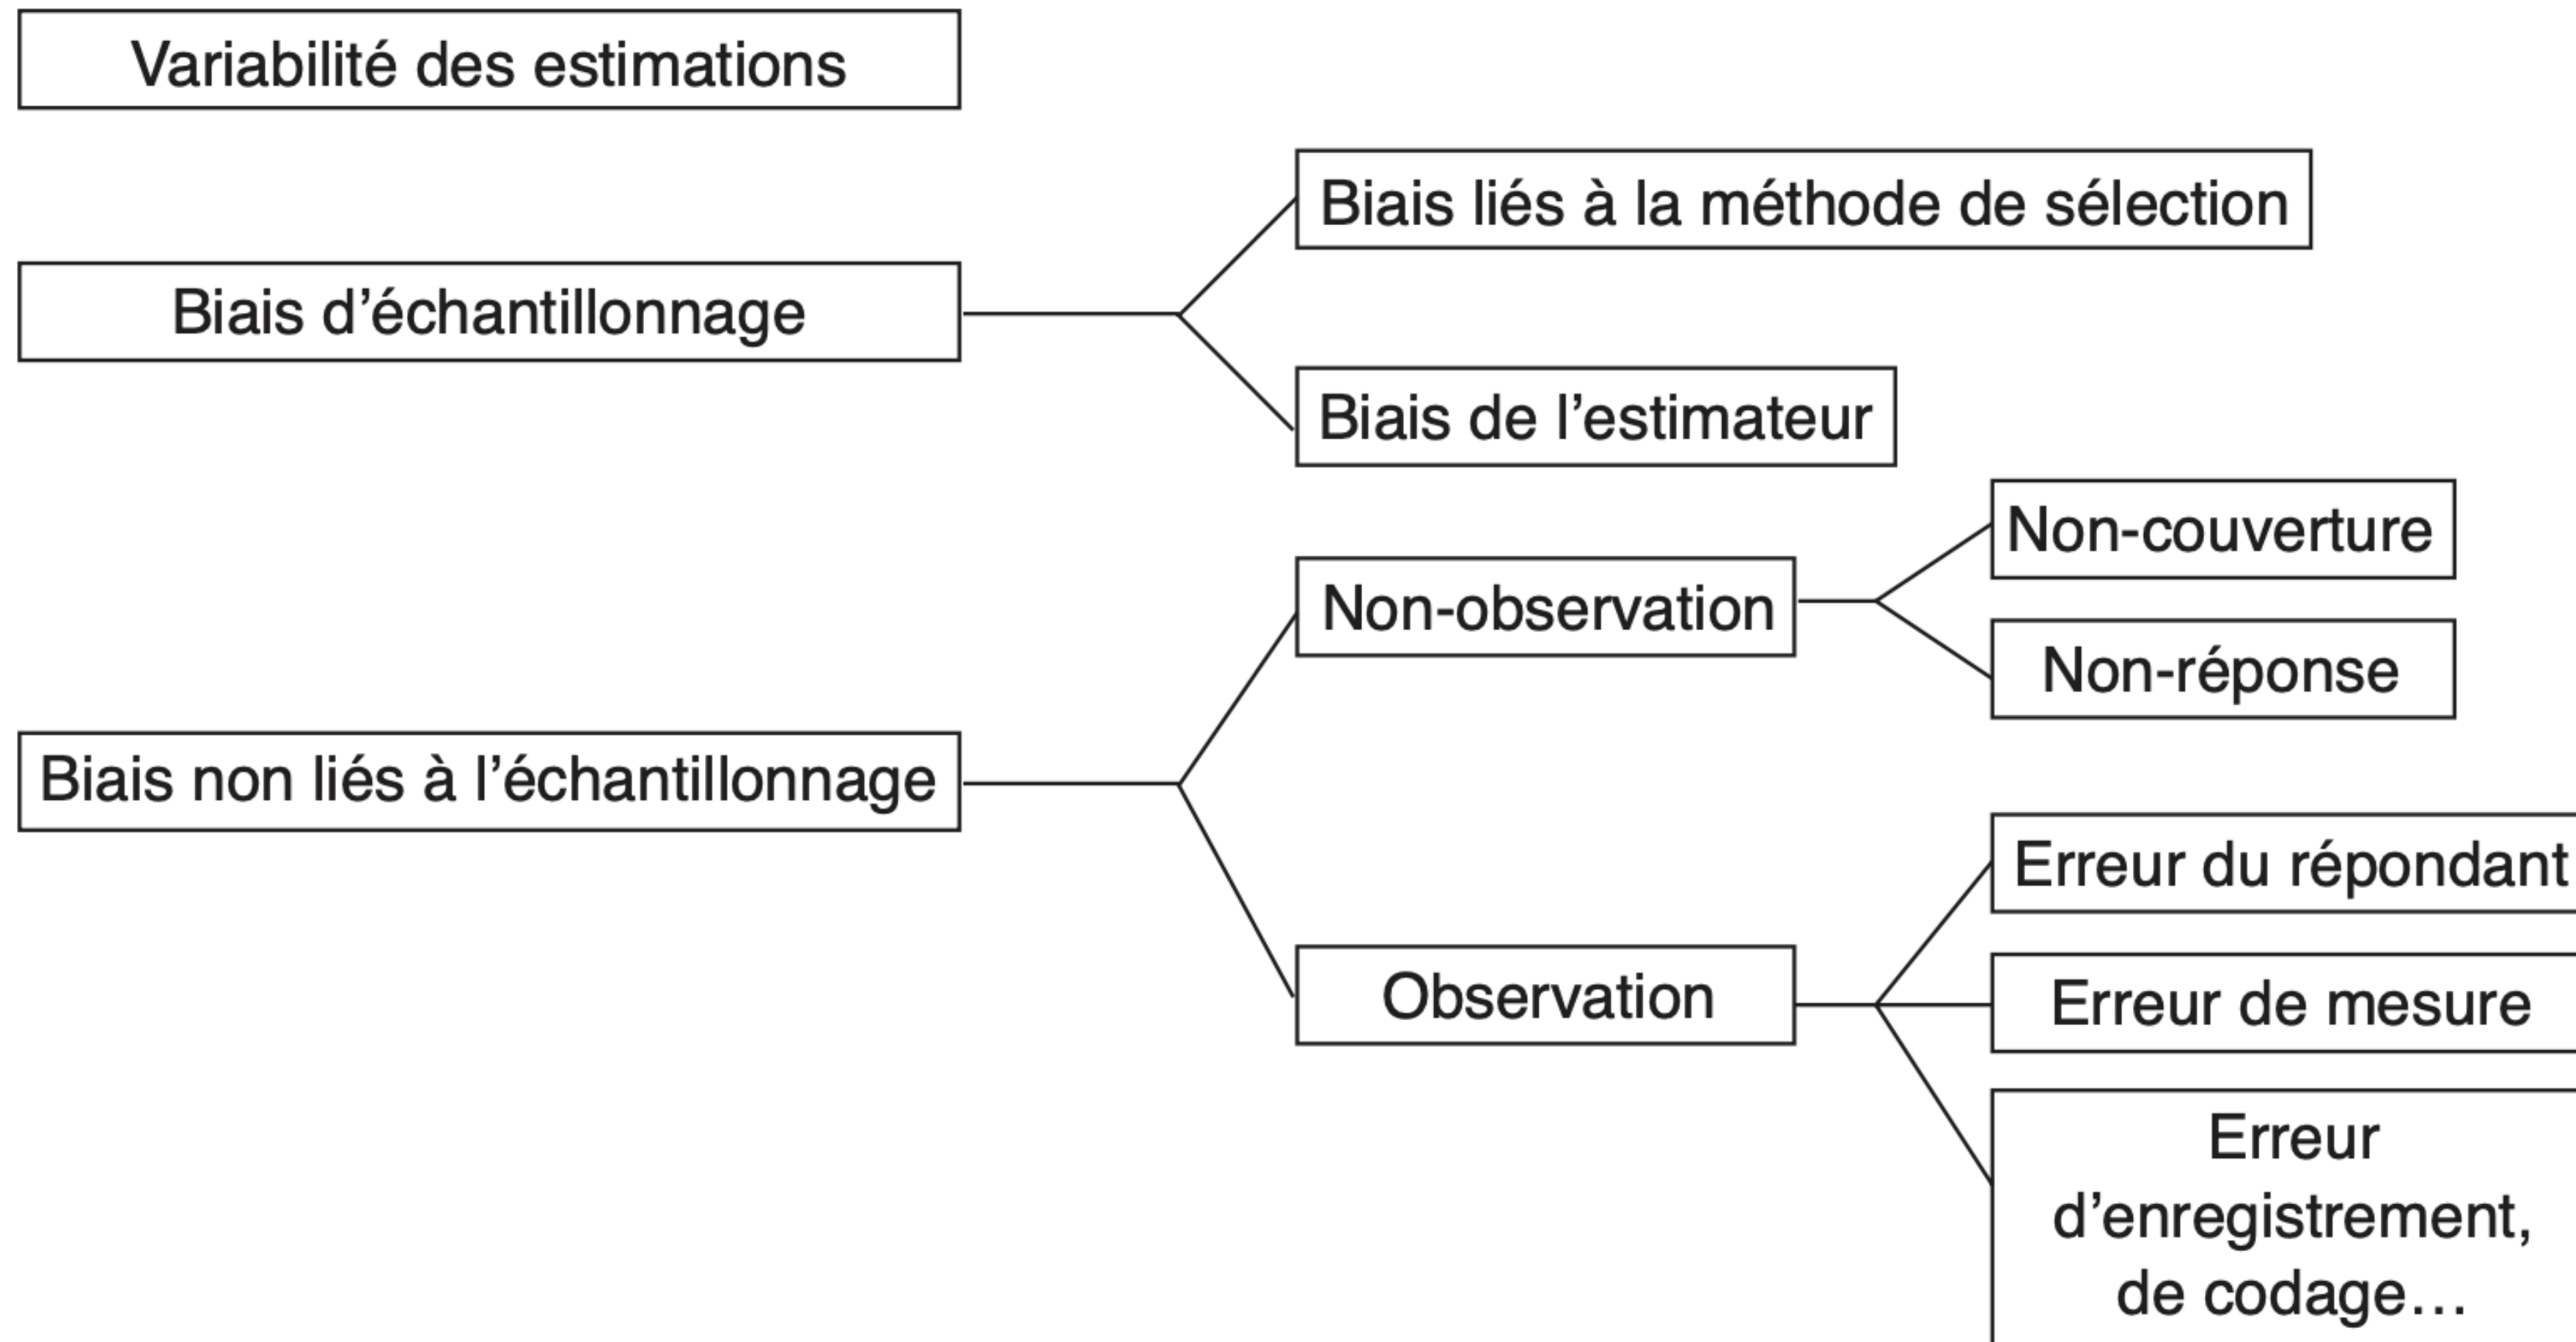 Variabilité des estimations
Biais liés à la méthode de sélection
Biais d’échantillonnage
Biais de l’estimateur
Non-couverture
Non-observation
Non-réponse
Biais non liés à l’échantillonnage
Erreur du répondant
Observation
Erreur de mesure
Erreur
d’enregistrement,
de codage…